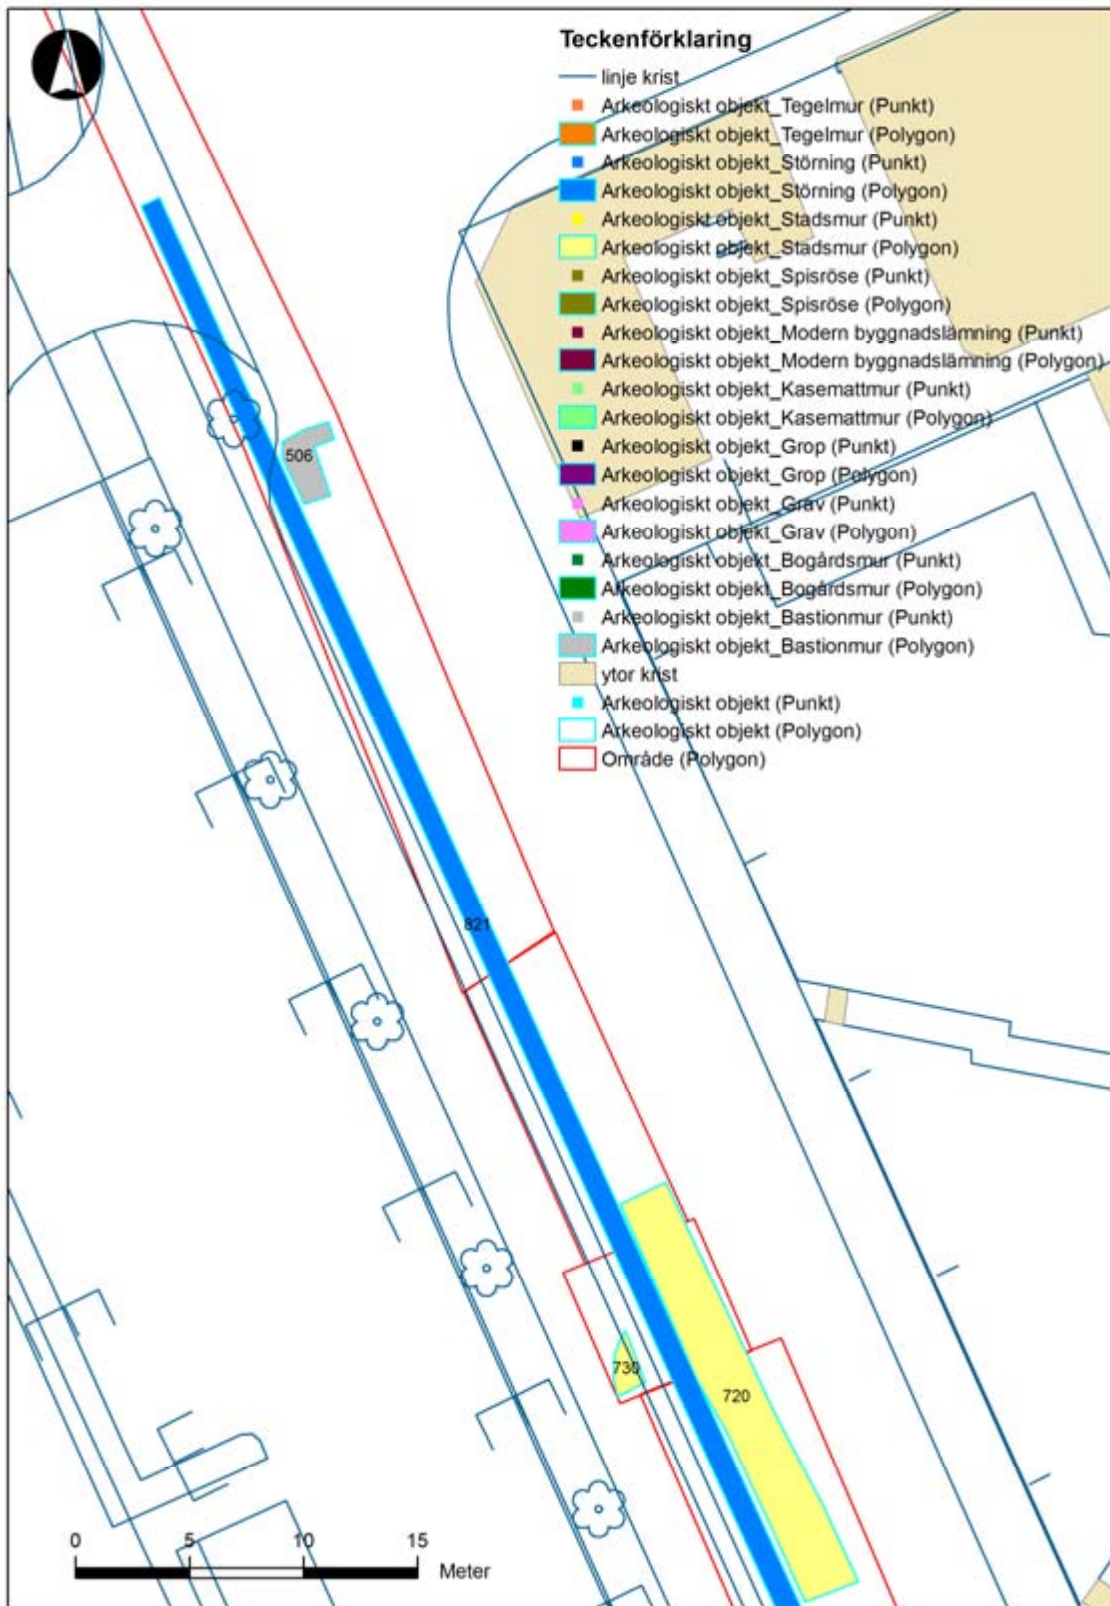 Teckenförklaring
linje krist
Arkeologiskt objekt_Tegelmur (Punkt)
Arkeologiskt objekt_Tegelmur (Polygon)
Arkeologiskt objekt_Störning (Punkt)
Arkeologiskt objekt_Störning (Polygon)
Arkeologiskt objekt_Stadsmur (Punkt)
Arkeologiskt objekt_Stadsmur (Polygon)
Arkeologiskt objekt_Spisröse (Punkt)
Arkeologiskt objekt_Spisröse (Polygon)
Arkeologiskt objekt_Modern byggnadslämning (Punkt)
Arkeologiskt objekt_Modern byggnadslämning (Polygon)
Arkeologiskt objekt_Kasemattmur (Punkt)
Arkeologiskt objekt_Kasemattmur (Polygon)
Arkeologiskt objekt_Grop (Punkt)
Arkeologiskt objekt_Grop (Polygon)
Arkeologiskt objekt_Grav (Punkt)
Arkeologiskt objekt_Grav (Polygon)
Arkeologiskt objekt_Bogårdsmur (Punkt)
Arkeologiskt objekt_Bogårdsmur (Polygon)
Arkeologiskt objekt_Bastionmur (Punkt)
Arkeologiskt objekt_Bastionmur (Polygon)
ytor krist
Arkeologiskt objekt (Punkt)
Arkeologiskt objekt (Polygon)
Område (Polygon)
506
821
730
720
0 5 10 15
Meter